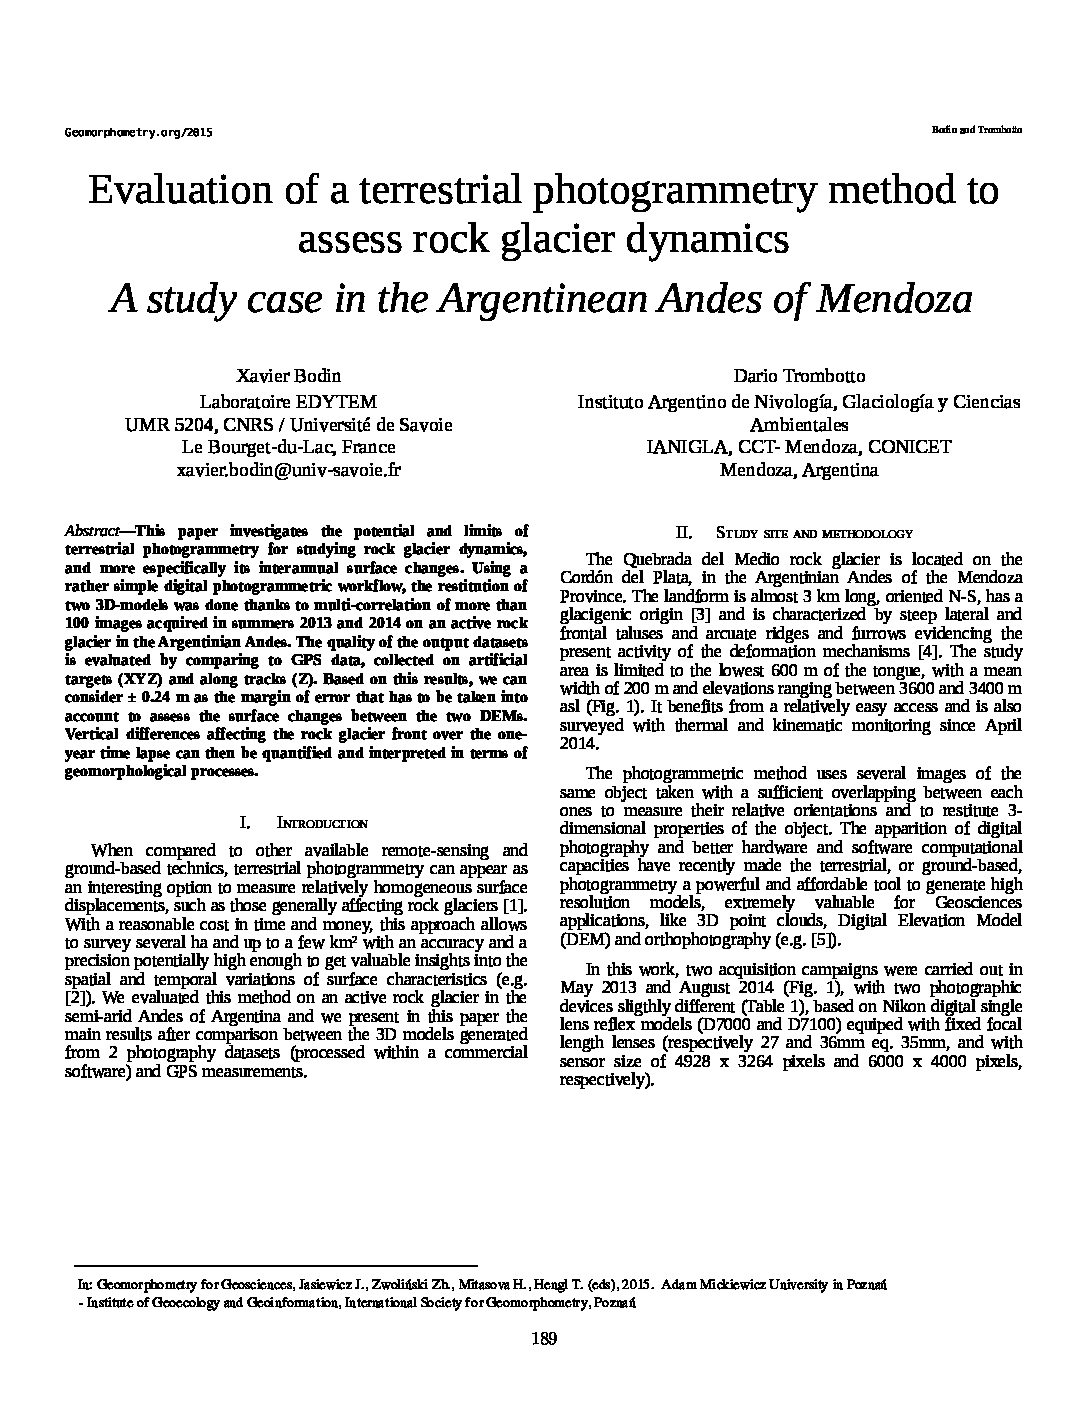 Geomorphometry.org/2015
Bodin and Trombotto
Evaluation of a terrestrial photogrammetry method to
assess rock glacier dynamics
A study case in the Argentinean Andes of Mendoza
Xavier Bodin
Laboratoire EDYTEM
UMR 5204, CNRS / Université de Savoie
Le Bourget-du-Lac, France
xavier.bodin@univ-savoie.fr
Dario Trombotto
Instituto Argentino de Nivología, Glaciología y Ciencias
Ambientales
IANIGLA, CCT- Mendoza, CONICET
Mendoza, Argentina
Abstract—This paper investigates the potential and limits of
terrestrial photogrammetry for studying rock glacier dynamics,
and more especifically its interannual surface changes. Using a
rather simple digital photogrammetric workflow, the restitution of
two 3D-models was done thanks to multi-correlation of more than
100 images acquired in summers 2013 and 2014 on an active rock
glacier in the Argentinian Andes. The quality of the output datasets
is evaluated by comparing to GPS data, collected on artificial
targets (XYZ) and along tracks (Z). Based on this results, we can
consider ± 0.24 m as the margin of error that has to be taken into
account to assess the surface changes between the two DEMs.
Vertical differences affecting the rock glacier front over the one-
year time lapse can then be quantified and interpreted in terms of
geomorphological processes.
I. INTRODUCTION
When compared to other available remote-sensing and
ground-based technics, terrestrial photogrammetry can appear as
an interesting option to measure relatively homogeneous surface
displacements, such as those generally affecting rock glaciers [1].
With a reasonable cost in time and money, this approach allows
to survey several ha and up to a few km² with an accuracy and a
precision potentially high enough to get valuable insights into the
spatial and temporal variations of surface characteristics (e.g.
[2]). We evaluated this method on an active rock glacier in the
semi-arid Andes of Argentina and we present in this paper the
main results after comparison between the 3D models generated
from 2 photography datasets (processed within a commercial
software) and GPS measurements.
II. STUDY SITE AND METHODOLOGY
The Quebrada del Medio rock glacier is located on the
Cordón del Plata, in the Argentinian Andes of the Mendoza
Province. The landform is almost 3 km long, oriented N-S, has a
glacigenic origin [3] and is characterized by steep lateral and
frontal taluses and arcuate ridges and furrows evidencing the
present activity of the deformation mechanisms [4]. The study
area is limited to the lowest 600 m of the tongue, with a mean
width of 200 m and elevations ranging between 3600 and 3400 m
asl (Fig. 1). It benefits from a relatively easy access and is also
surveyed with thermal and kinematic monitoring since April
2014.
The photogrammetric method uses several images of the
same object taken with a sufficient overlapping between each
ones to measure their relative orientations and to restitute 3-
dimensional properties of the object. The apparition of digital
photography and better hardware and software computational
capacities have recently made the terrestrial, or ground-based,
photogrammetry a powerful and affordable tool to generate high
resolution models, extremely valuable for Geosciences
applications, like 3D point clouds, Digital Elevation Model
(DEM) and orthophotography (e.g. [5]).
In this work, two acquisition campaigns were carried out in
May 2013 and August 2014 (Fig. 1), with two photographic
devices sligthly different (Table 1), based on Nikon digital single
lens reflex models (D7000 and D7100) equiped with fixed focal
length lenses (respectively 27 and 36mm eq. 35mm, and with
sensor size of 4928 x 3264 pixels and 6000 x 4000 pixels,
respectively).
In: Geomorphometry for Geosciences, Jasiewicz J., Zwoliński Zb., Mitasova H., Hengl T. (eds), 2015. Adam Mickiewicz University in Poznań
- Institute of Geoecology and Geoinformation, International Society for Geomorphometry, Poznań
189